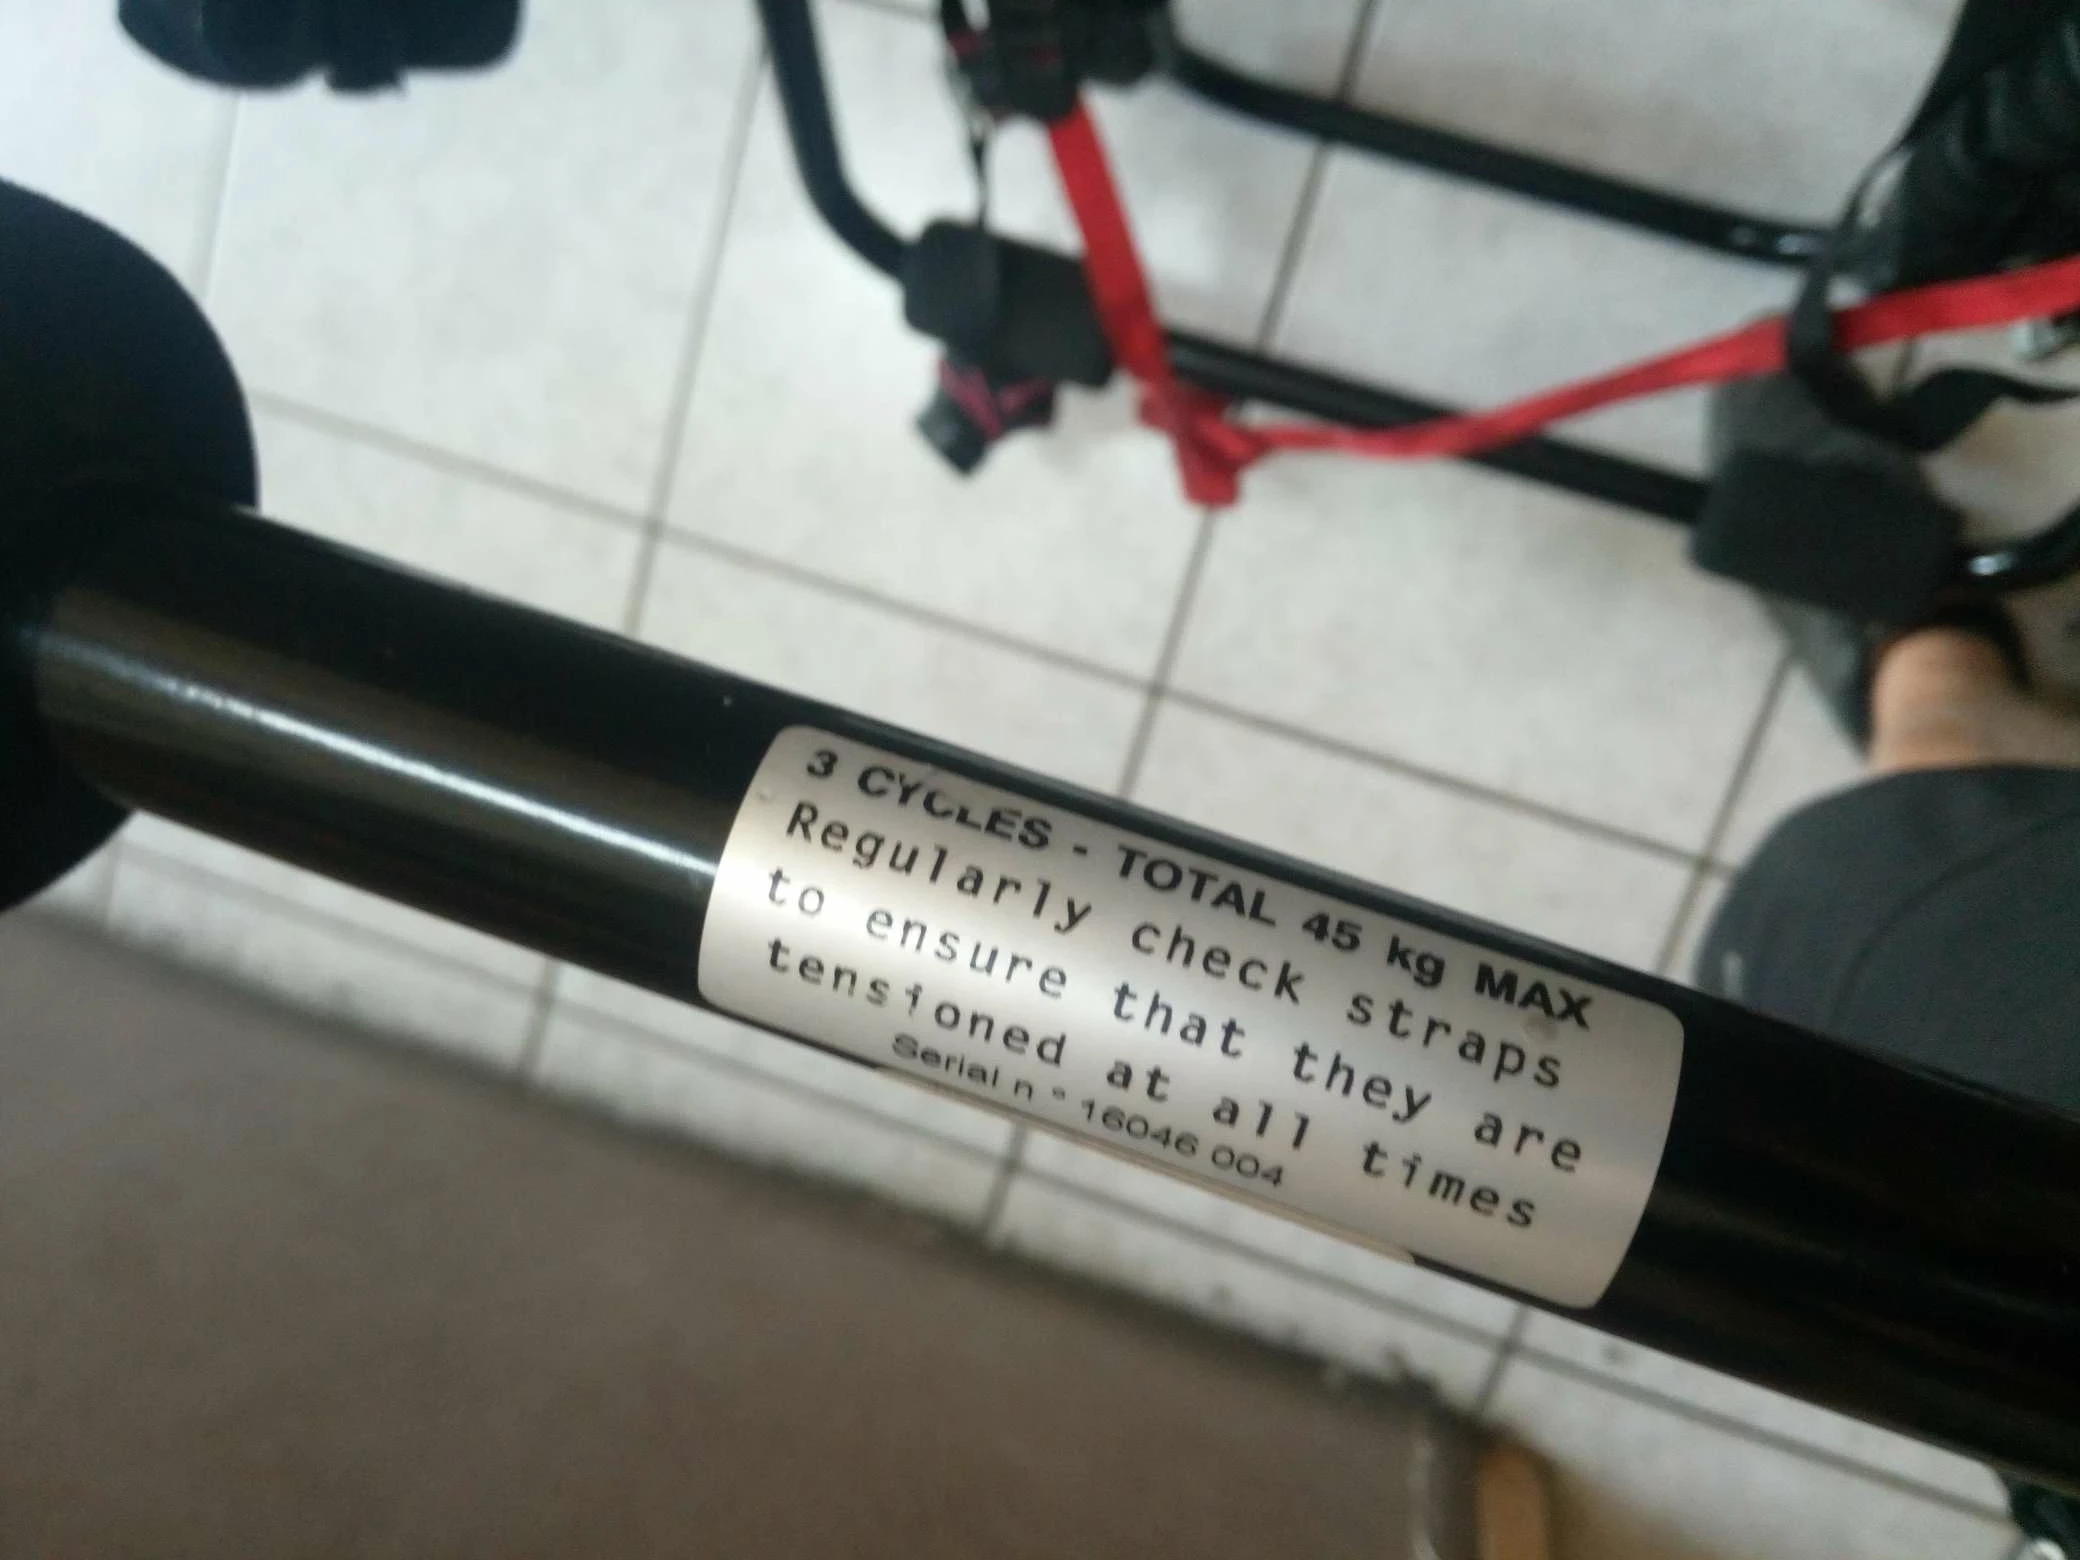 3 CYCLES - TOTAL 45 kg MAX
Regularly check straps
to ensure that they are
tensioned at all times
Serial n ° 16046 004